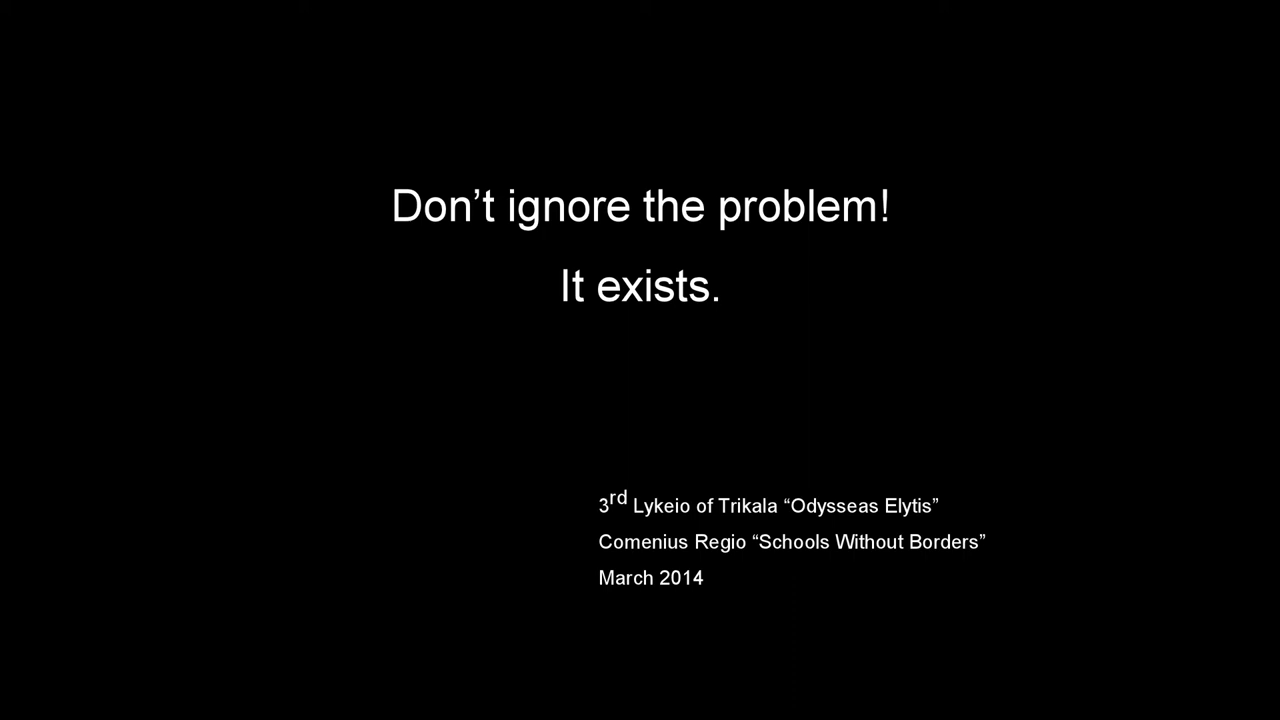 Don’t ignore the problem!
It exists.
3rd Lykeio of Trikala “Odysseas Elytis”
Comenius Regio “Schools Without Borders”
March 2014